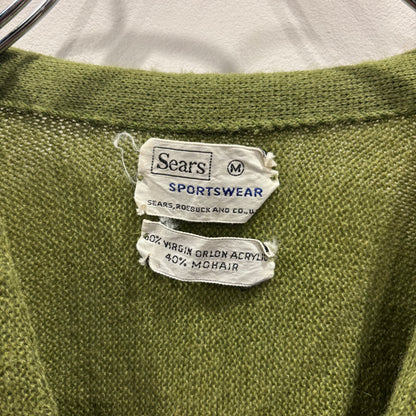 Sears M
SPORTSWEAR
SEARS, ROEBUCK AND CO., U.
60% VIRGIN ORLON ACRYLIC
40% MOHAIR